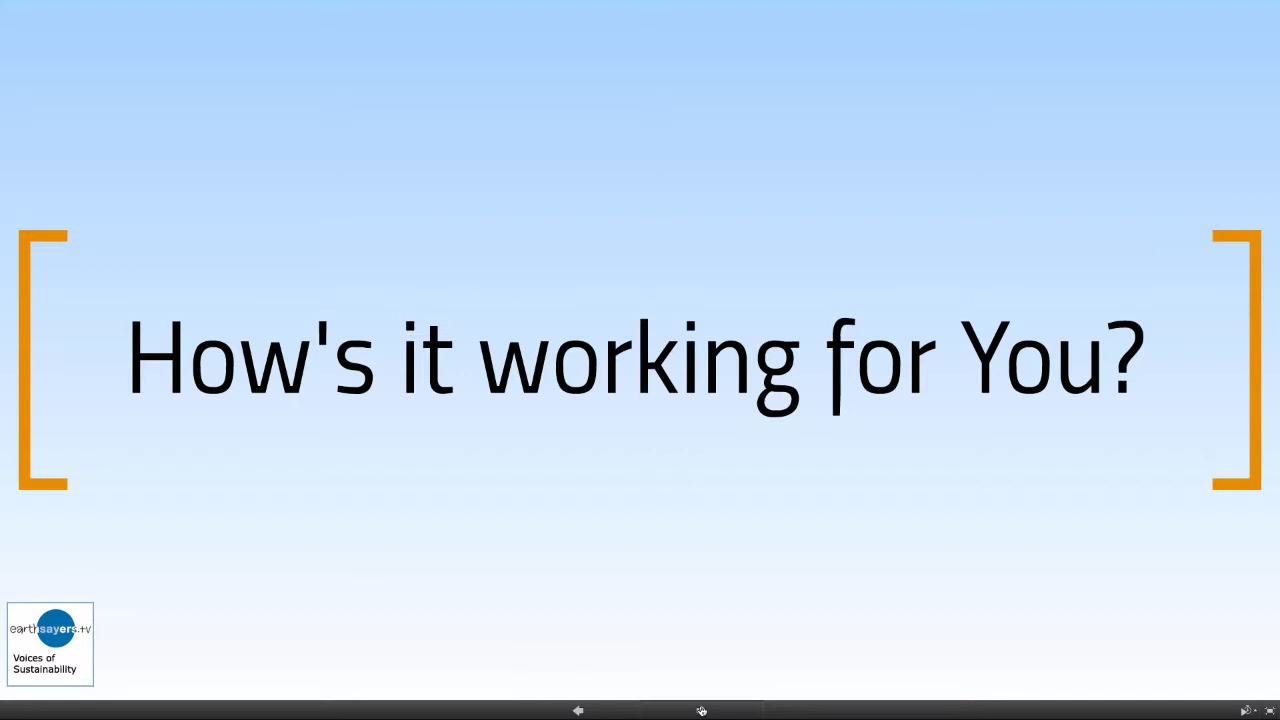 How's it working for You?
earthsayers.tv
Voices of
Sustainability